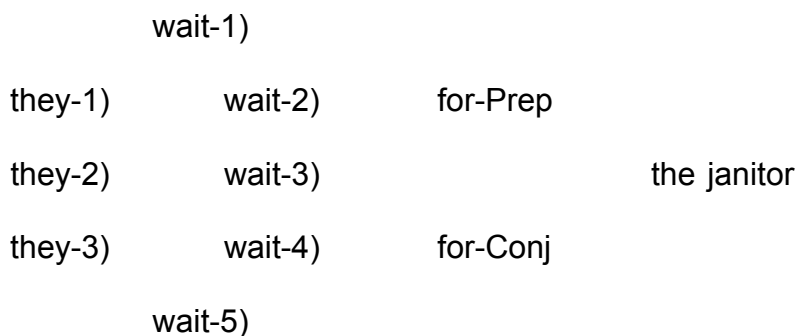 wait-1)
they-1) wait-2) for-Prep
they-2) wait-3) the janitor
they-3) wait-4) for-Conj
wait-5)